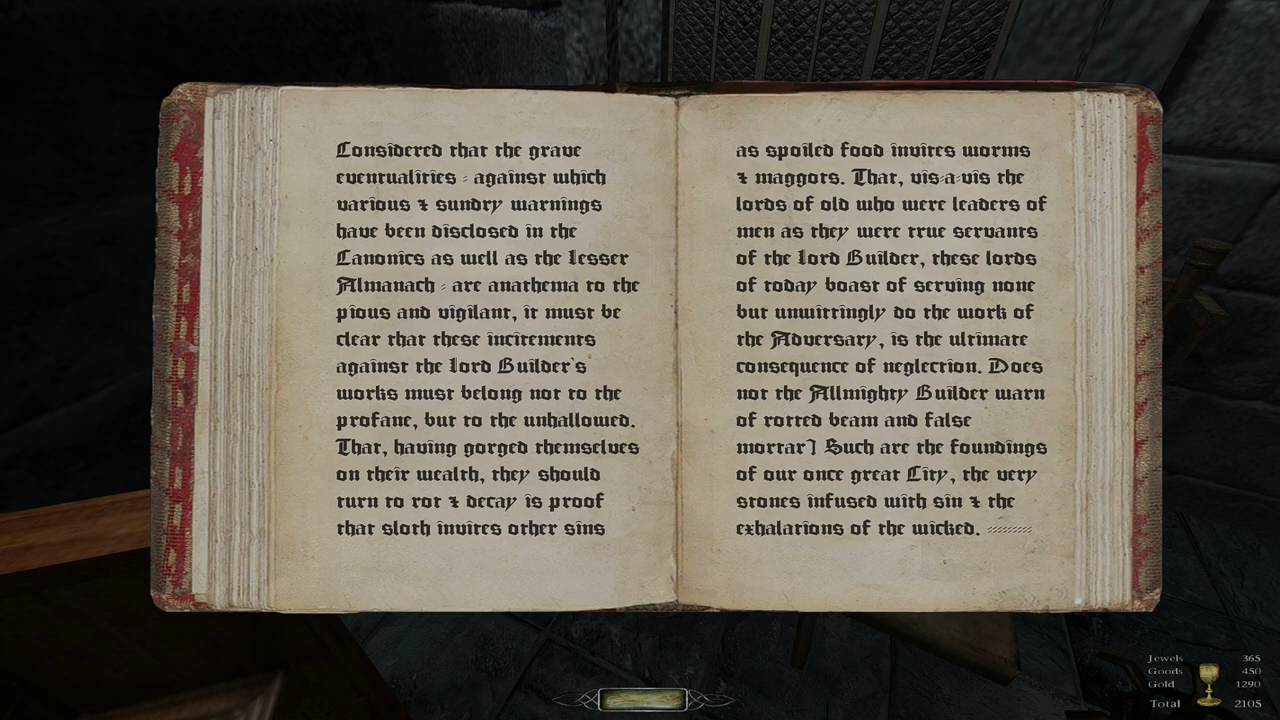 Considered that the grave
eventualities - against which
various & sundry warnings
have been disclosed in the
Canonics as well as the lesser
Almanach - are anathema to the
pious and vigilant, it must be
clear that these incitements
against the lord Builder's
works must belong not to the
profane, but to the unhallowed.
That, having gorged themselves
on their wealth, they should
turn to rot & decay is proof
that sloth invites other sins
as spoiled food invites worms
& maggots. That, vis-a-vis the
lords of old who were leaders of
men as they were true servants
of the lord Builder, these lords
of today boast of serving none
but unwittingly do the work of
the Adversary, is the ultimate
consequence of neglection. Does
not the Allmighty Builder warn
of rotted beam and false
mortar? Such are the foundings
of our once great City, the very
stones infused with sin & the
exhalations of the wicked. ---------
Jewels 365
Goods 450
Gold 1290
Total 2105